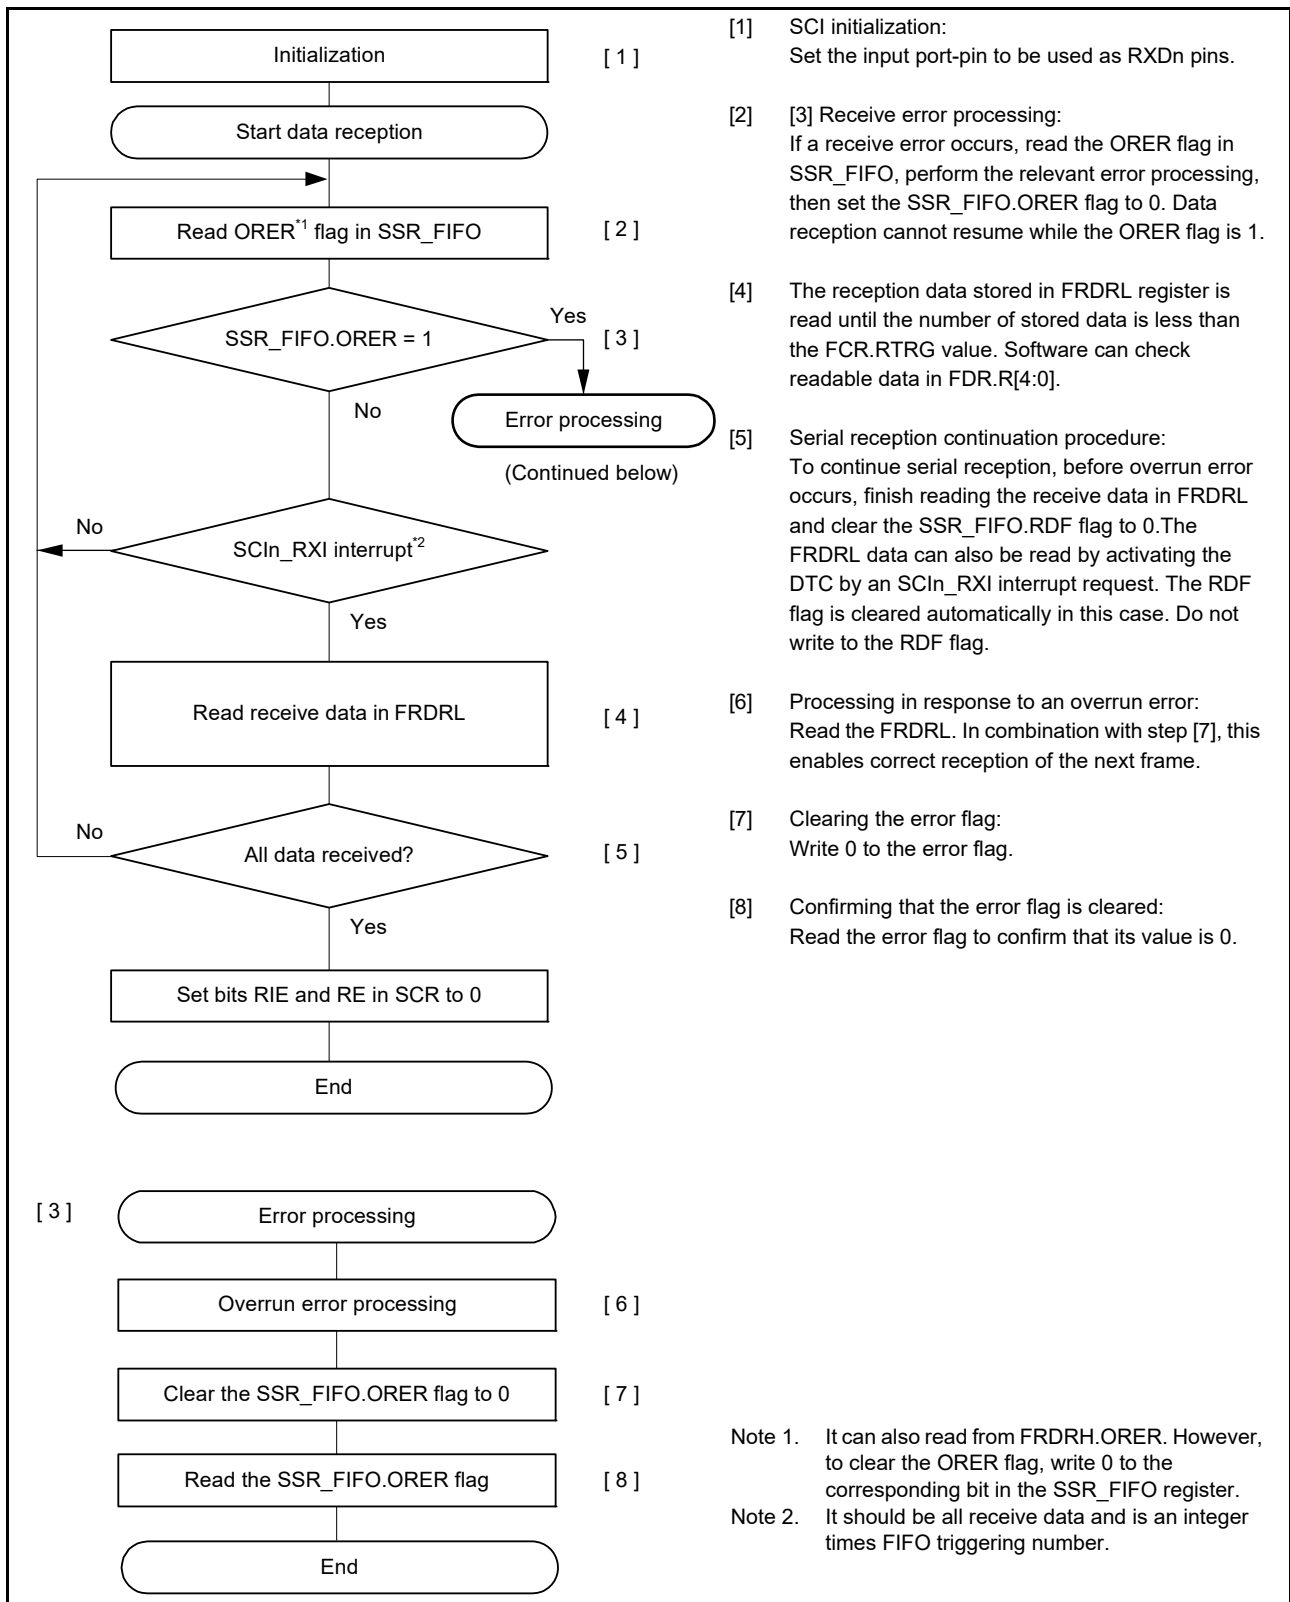 Initialization
[ 1 ]
Start data reception
Read ORER*1 flag in SSR_FIFO
[ 2 ]
SSR_FIFO.ORER = 1
Yes
[ 3 ]
No
Error processing
(Continued below)
No
SCIn_RXI interrupt*2
Yes
Read receive data in FRDRL
[ 4 ]
No
All data received?
[ 5 ]
Yes
Set bits RIE and RE in SCR to 0
End
[ 3 ]
Error processing
Overrun error processing
[ 6 ]
Clear the SSR_FIFO.ORER flag to 0
[ 7 ]
Read the SSR_FIFO.ORER flag
[ 8 ]
End
[1] SCI initialization:
Set the input port-pin to be used as RXDn pins.
[2] [3] Receive error processing:
If a receive error occurs, read the ORER flag in
SSR_FIFO, perform the relevant error processing,
then set the SSR_FIFO.ORER flag to 0. Data
reception cannot resume while the ORER flag is 1.
[4] The reception data stored in FRDRL register is
read until the number of stored data is less than
the FCR.RTRG value. Software can check
readable data in FDR.R[4:0].
[5] Serial reception continuation procedure:
To continue serial reception, before overrun error
occurs, finish reading the receive data in FRDRL
and clear the SSR_FIFO.RDF flag to 0.The
FRDRL data can also be read by activating the
DTC by an SCIn_RXI interrupt request. The RDF
flag is cleared automatically in this case. Do not
write to the RDF flag.
[6] Processing in response to an overrun error:
Read the FRDRL. In combination with step [7], this
enables correct reception of the next frame.
[7] Clearing the error flag:
Write 0 to the error flag.
[8] Confirming that the error flag is cleared:
Read the error flag to confirm that its value is 0.
Note 1. It can also read from FRDRH.ORER. However,
to clear the ORER flag, write 0 to the
corresponding bit in the SSR_FIFO register.
Note 2. It should be all receive data and is an integer
times FIFO triggering number.